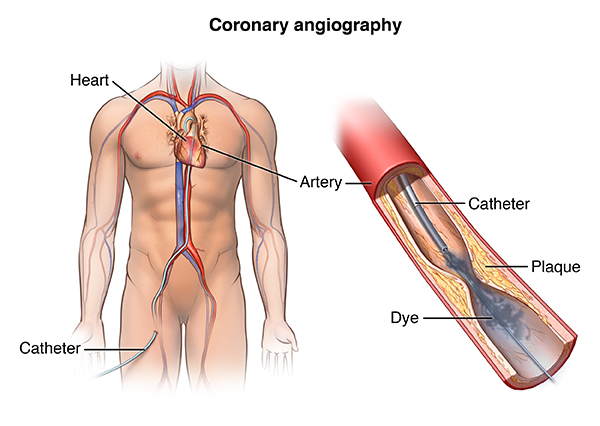 Coronary angiography
Heart
Artery
Catheter
Catheter
Plaque
Dye